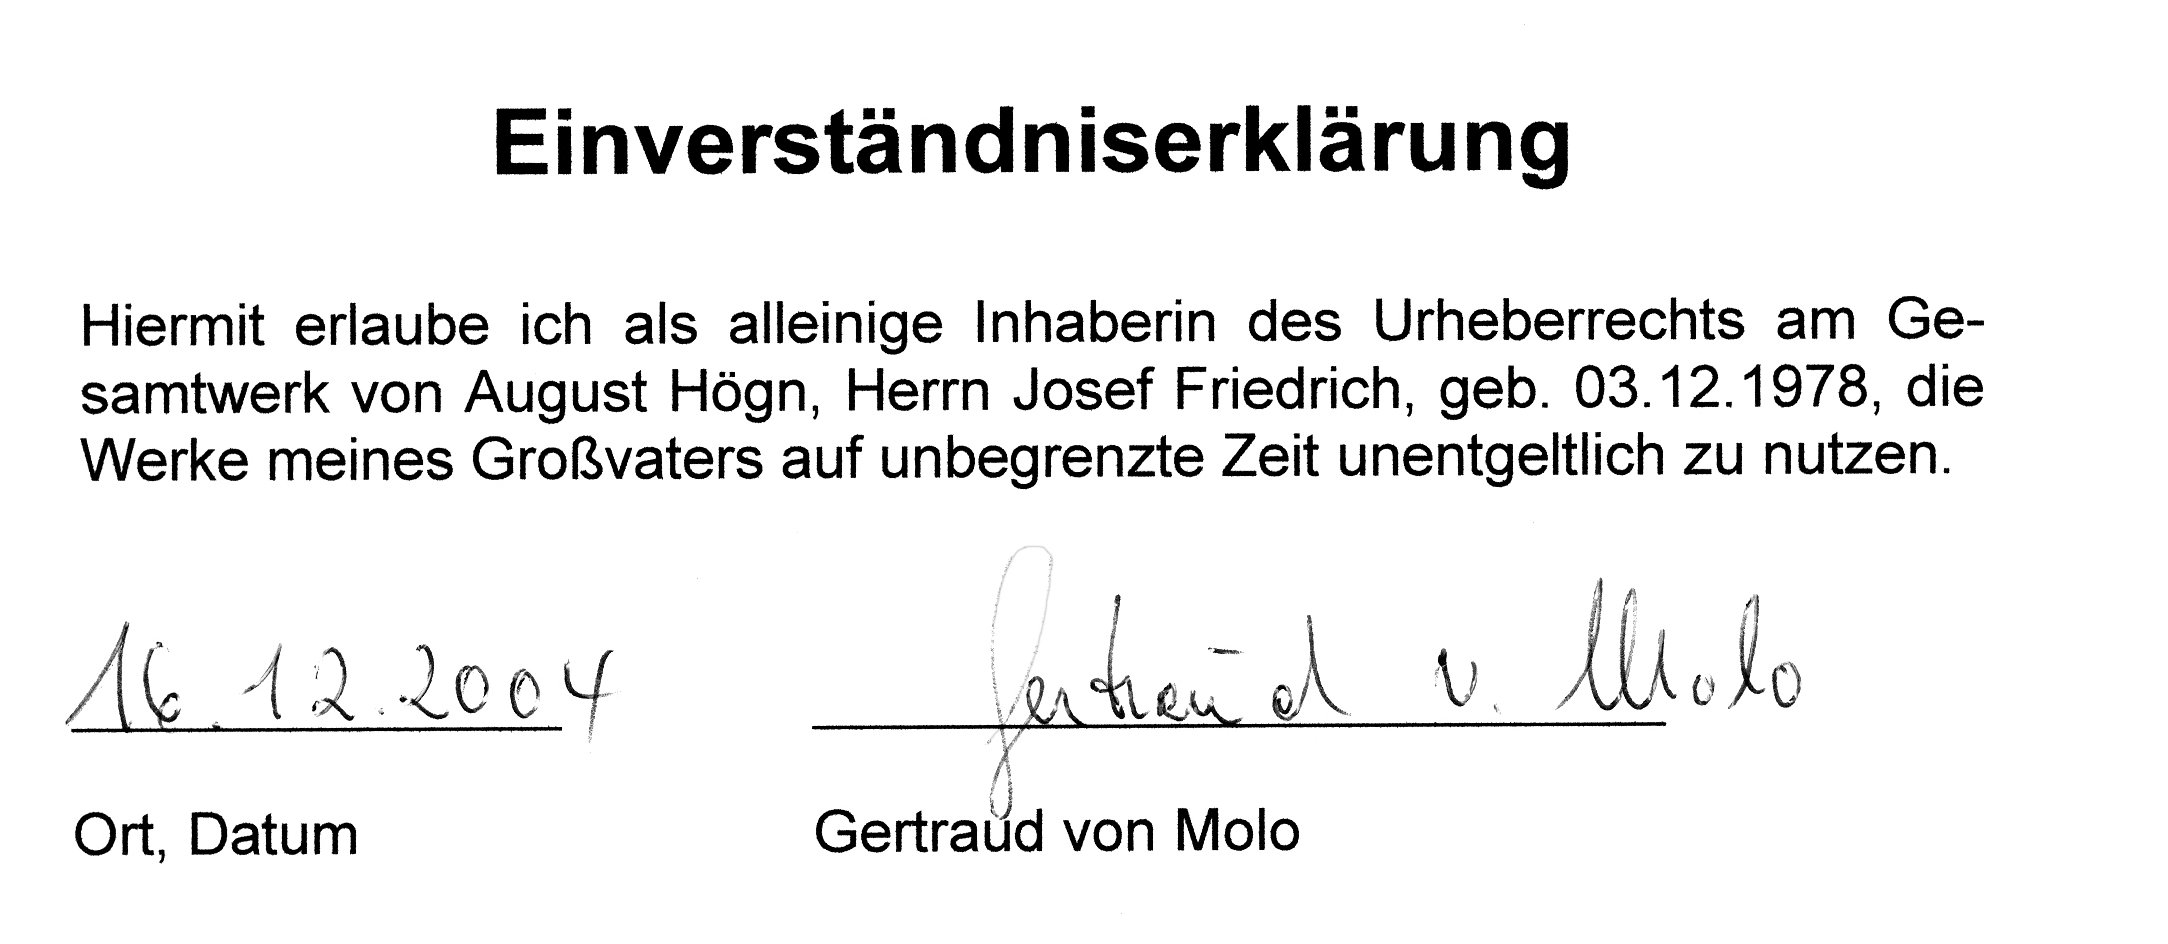 Einverständniserklärung
Hiermit erlaube ich als alleinige Inhaberin des Urheberrechts am Ge-
samtwerk von August Högn, Herrn Josef Friedrich, geb. 03.12.1978, die
Werke meines Großvaters auf unbegrenzte Zeit unentgeltlich zu nutzen.
16.12.2004 Gertraud v. Molo
Ort, Datum Gertraud von Molo